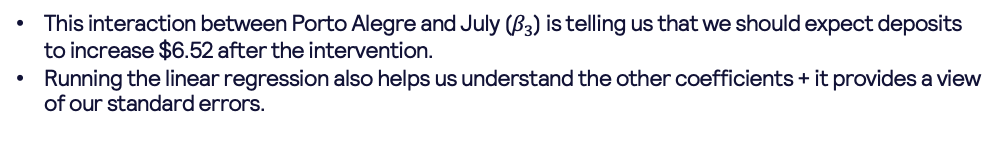 • This interaction between Porto Alegre and July (β₃) is telling us that we should expect deposits
to increase $6.52 after the intervention.
• Running the linear regression also helps us understand the other coefficients + it provides a view
of our standard errors.